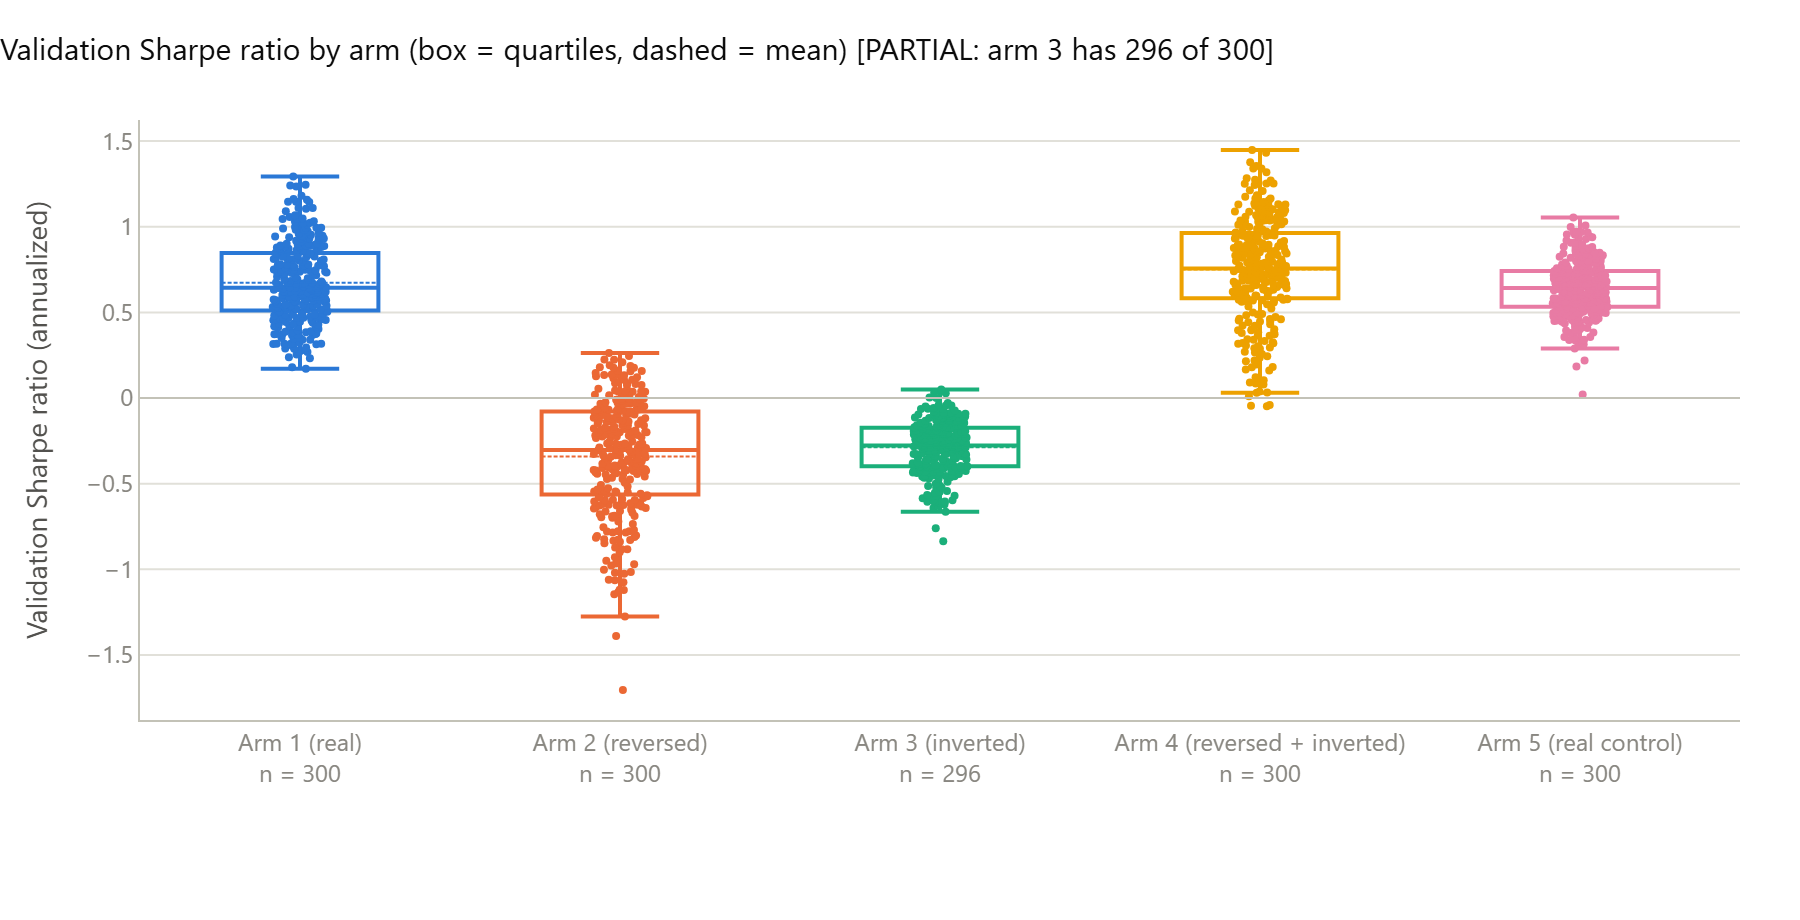 Validation Sharpe ratio by arm (box = quartiles, dashed = mean) [PARTIAL: arm 3 has 296 of 300]
Validation Sharpe ratio (annualized)
1.5
1
0.5
0
−0.5
−1
−1.5
Arm 1 (real)
n = 300
Arm 2 (reversed)
n = 300
Arm 3 (inverted)
n = 296
Arm 4 (reversed + inverted)
n = 300
Arm 5 (real control)
n = 300